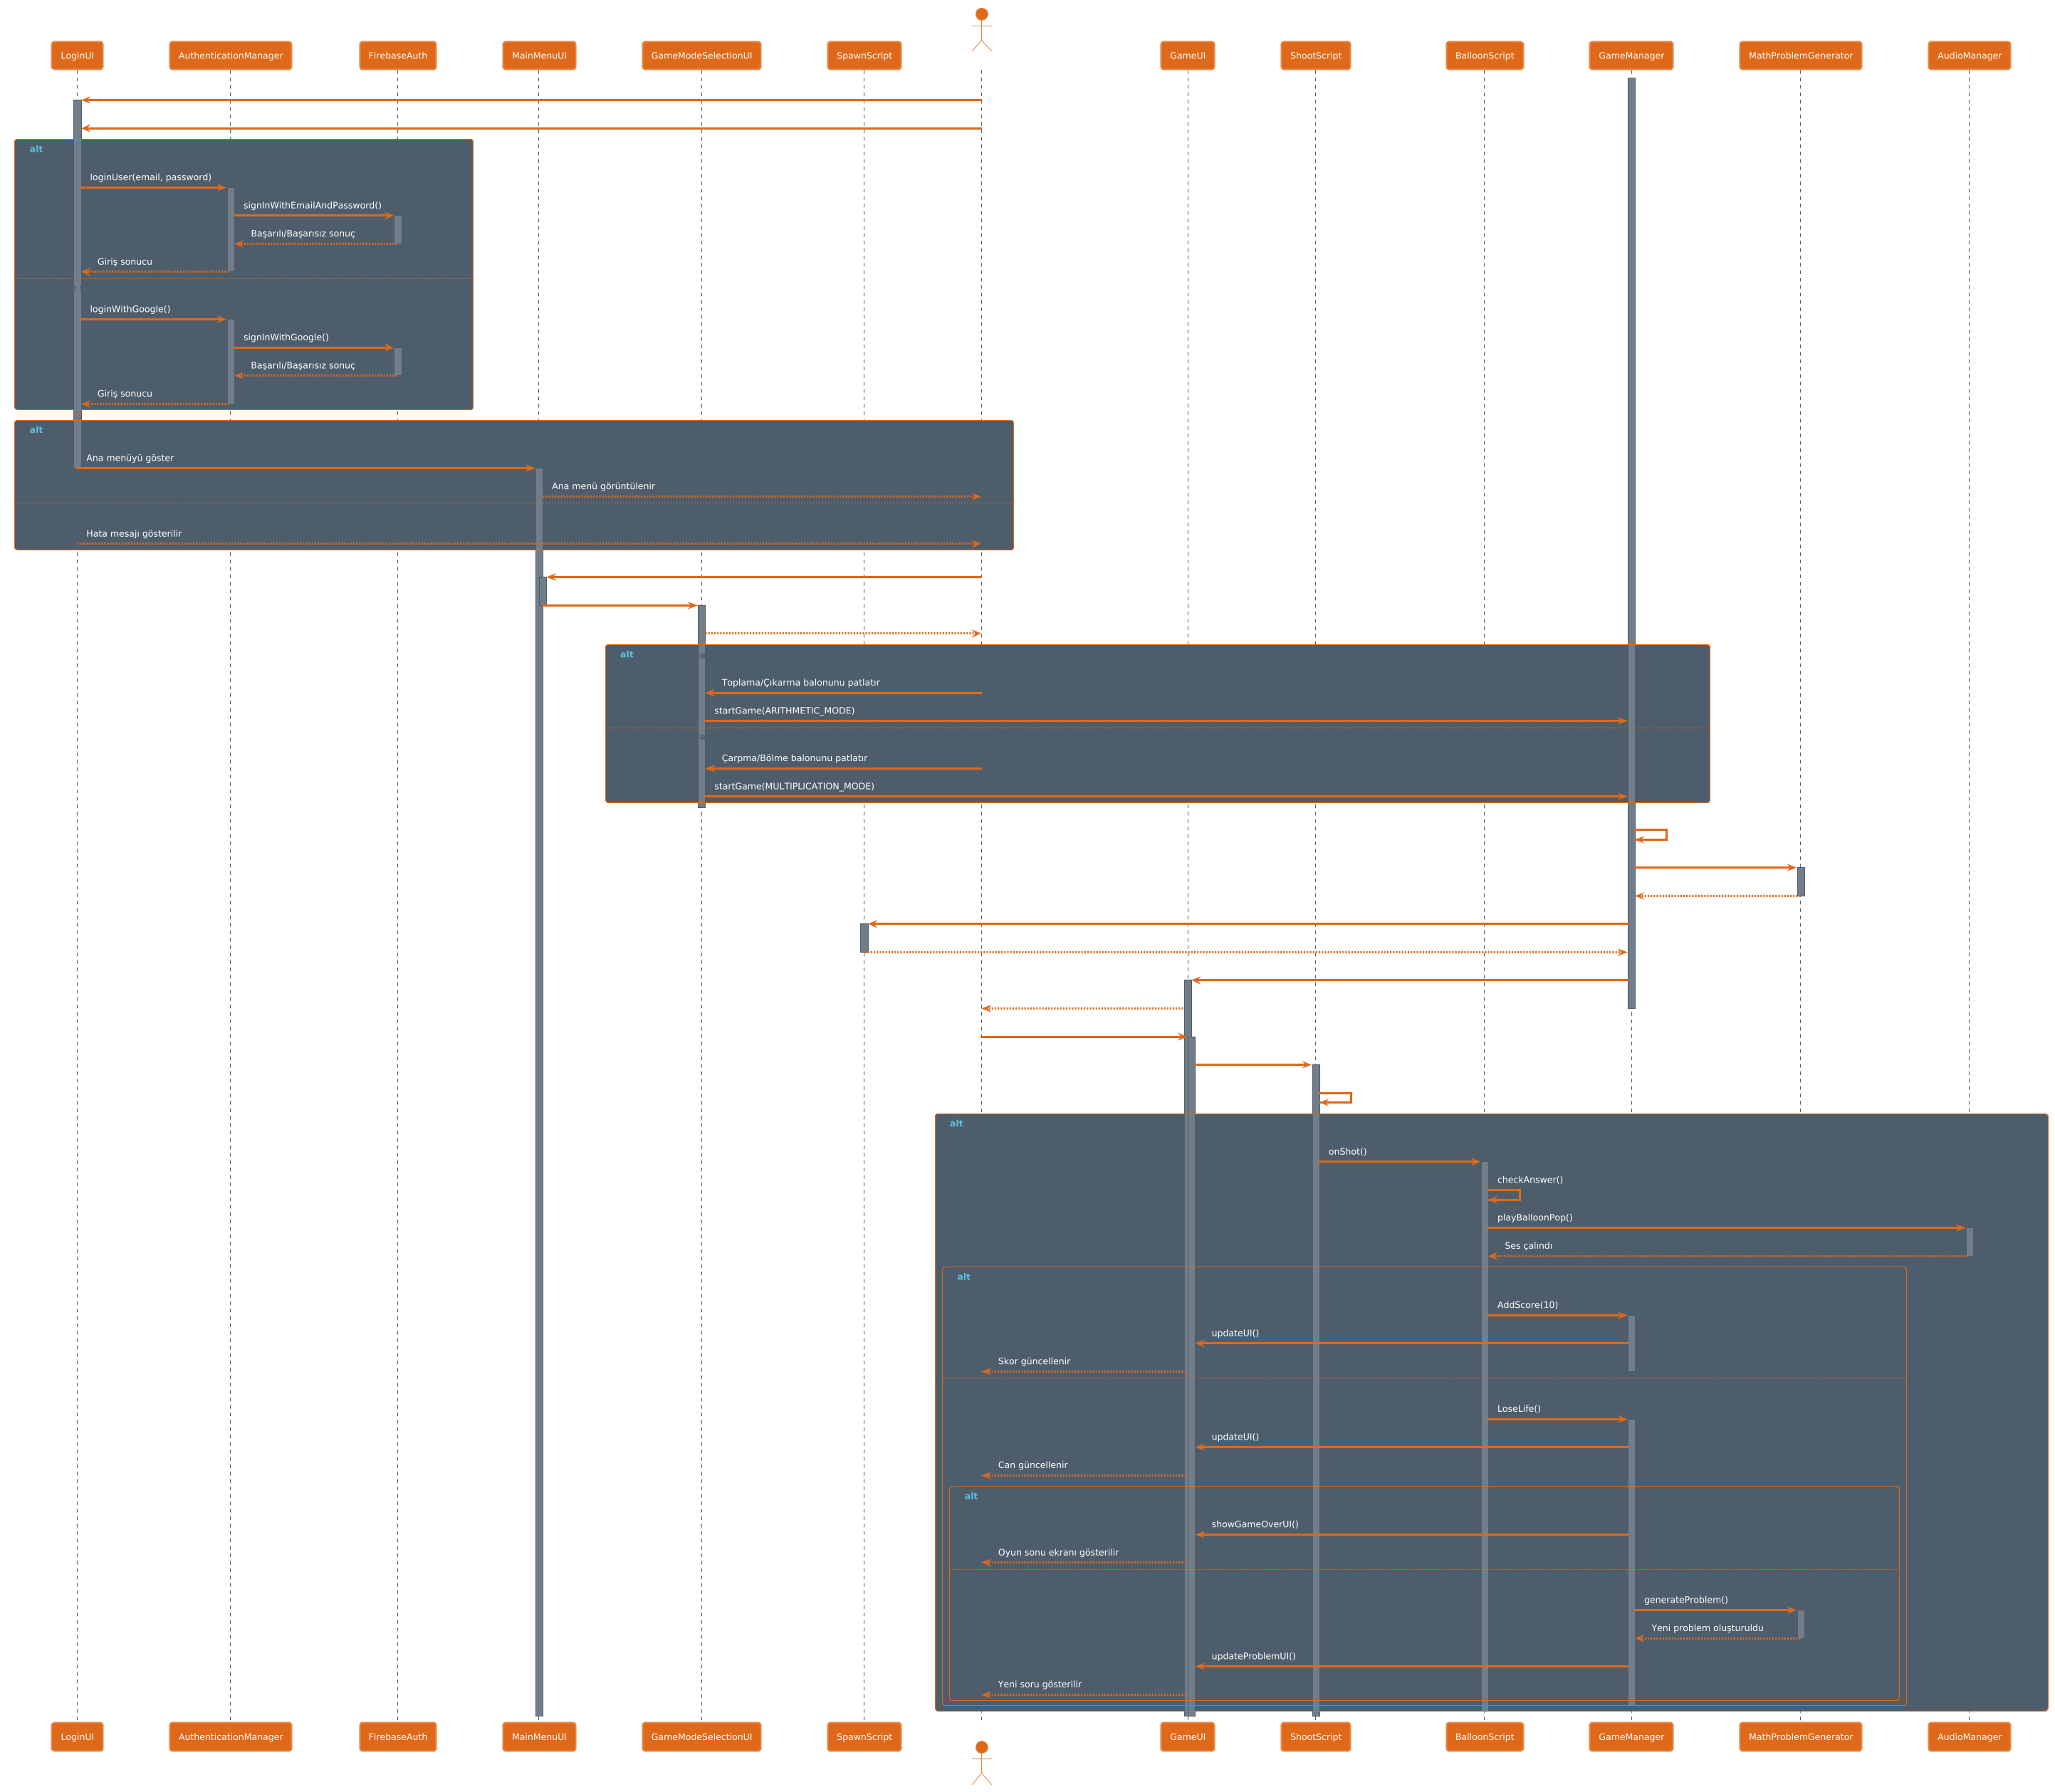 LoginUI
AuthenticationManager
FirebaseAuth
MainMenuUI
GameModeSelectionUI
SpawnScript
GameUI
ShootScript
BalloonScript
GameManager
MathProblemGenerator
AudioManager
alt
loginUser(email, password)
signInWithEmailAndPassword()
Başarılı/Başarısız sonuç
Giriş sonucu
loginWithGoogle()
signInWithGoogle()
Başarılı/Başarısız sonuç
Giriş sonucu
alt
Ana menüyü göster
Ana menü görüntülenir
Hata mesajı gösterilir
alt
Toplama/Çıkarma balonunu patlatır
startGame(ARITHMETIC_MODE)
Çarpma/Bölme balonunu patlatır
startGame(MULTIPLICATION_MODE)
alt
onShot()
checkAnswer()
playBalloonPop()
Ses çalındı
alt
AddScore(10)
updateUI()
Skor güncellenir
LoseLife()
updateUI()
Can güncellenir
alt
showGameOverUI()
Oyun sonu ekranı gösterilir
generateProblem()
Yeni problem oluşturuldu
updateProblemUI()
Yeni soru gösterilir
LoginUI
AuthenticationManager
FirebaseAuth
MainMenuUI
GameModeSelectionUI
SpawnScript
GameUI
ShootScript
BalloonScript
GameManager
MathProblemGenerator
AudioManager